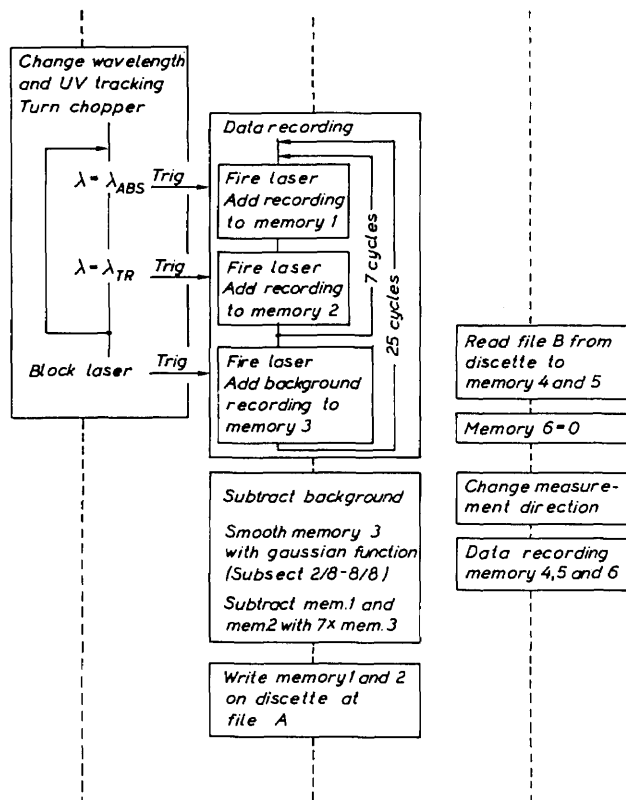 Change wavelength
and UV tracking
Turn chopper
λ = λABS
Trig
λ = λTR
Trig
Block laser
Trig
Data recording
Fire laser
Add recording
to memory 1
Fire laser
Add recording
to memory 2
Fire laser
Add background
recording to
memory 3
7 cycles
25 cycles
Subtract background
Smooth memory 3
with gaussian function
(Subsect 2/8-8/8)
Subtract mem.1 and
mem2 with 7x mem.3
Write memory 1 and 2
on discette at
file A
Read file B from
discette to
memory 4 and 5
Memory 6=0
Change measure-
ment direction
Data recording
memory 4,5 and 6